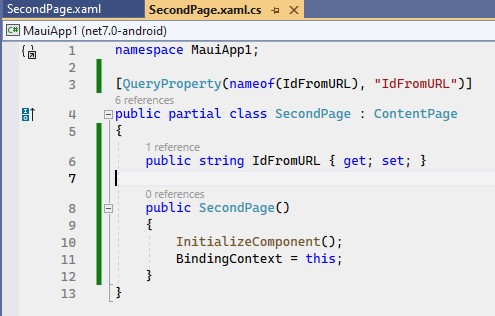 SecondPage.xaml
SecondPage.xaml.cs
C# MauiApp1 (net7.0-android)
1 namespace MauiApp1;
2
3 [QueryProperty(nameof(IdFromURL), "IdFromURL")]
6 references
4 public partial class SecondPage : ContentPage
5 {
1 reference
6 public string IdFromURL { get; set; }
7
0 references
8 public SecondPage()
9 {
10 InitializeComponent();
11 BindingContext = this;
12 }
13 }